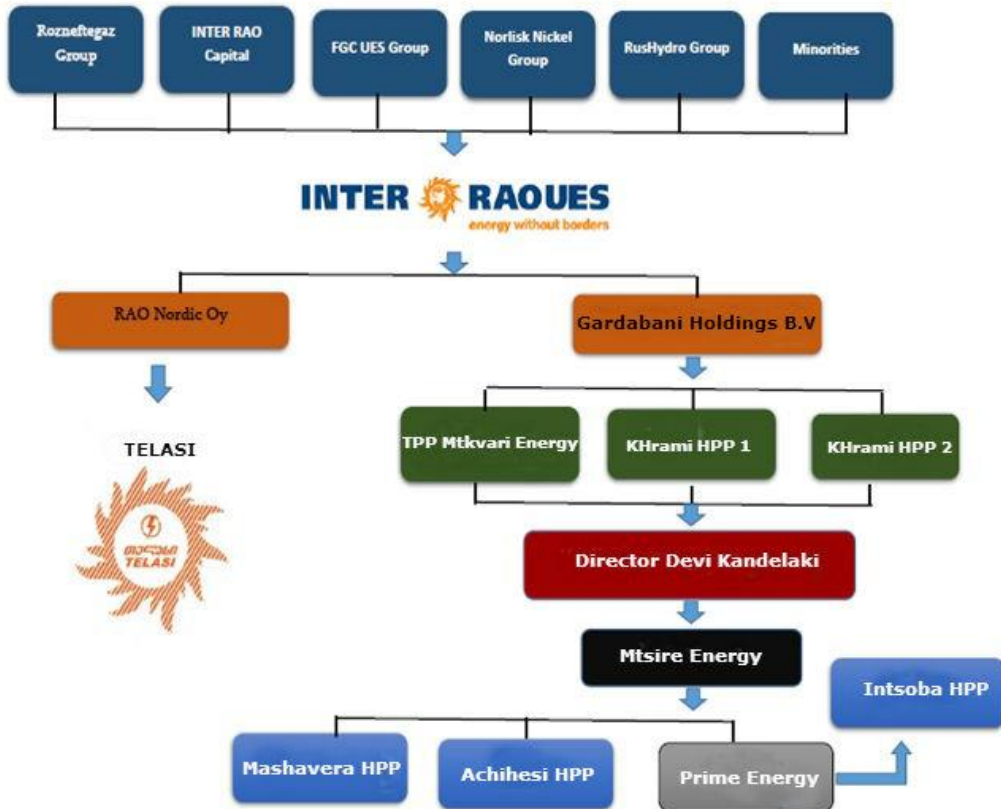 Rozneftegaz
Group
INTER RAO
Capital
FGC UES Group
Norlisk Nickel
Group
RusHydro Group
Minorities
INTER RAOUES
energy without borders
RAO Nordic Oy
Gardabani Holdings B.V
TELASI
თელასი
TELASI
TPP Mtkvari Energy
KHrami HPP 1
KHrami HPP 2
Director Devi Kandelaki
Mtsire Energy
Intsoba HPP
Mashavera HPP
Achihesi HPP
Prime Energy